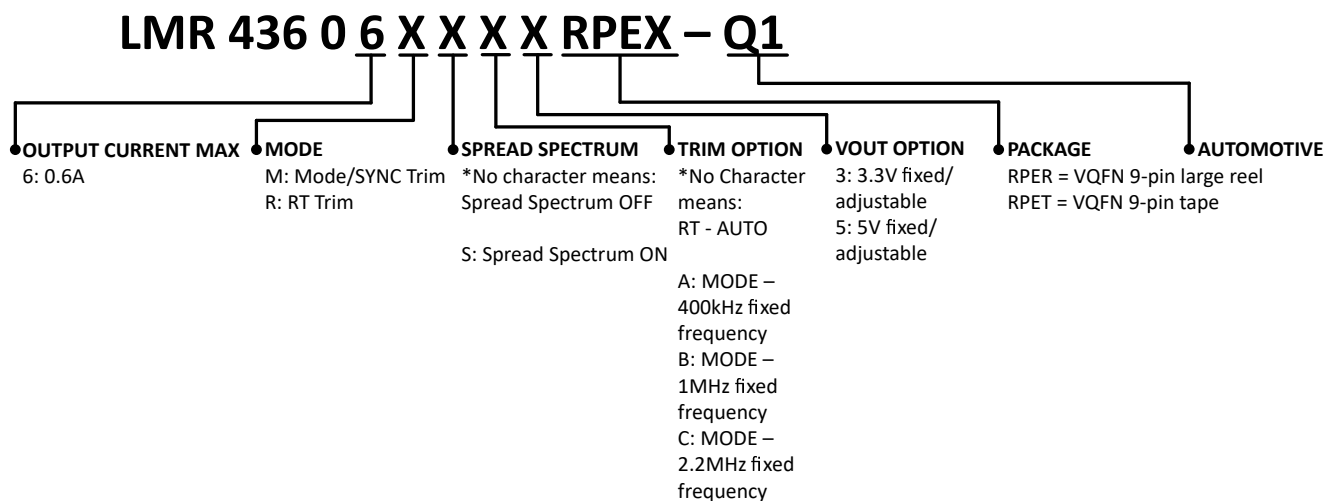 LMR 436 0 6 X X X X RPEX – Q1
OUTPUT CURRENT MAX
6: 0.6A
MODE
M: Mode/SYNC Trim
R: RT Trim
SPREAD SPECTRUM
*No character means:
Spread Spectrum OFF
S: Spread Spectrum ON
TRIM OPTION
*No Character
means:
RT - AUTO
A: MODE –
400kHz fixed
frequency
B: MODE –
1MHz fixed
frequency
C: MODE –
2.2MHz fixed
frequency
VOUT OPTION
3: 3.3V fixed/
adjustable
5: 5V fixed/
adjustable
PACKAGE
RPER = VQFN 9-pin large reel
RPET = VQFN 9-pin tape
AUTOMOTIVE